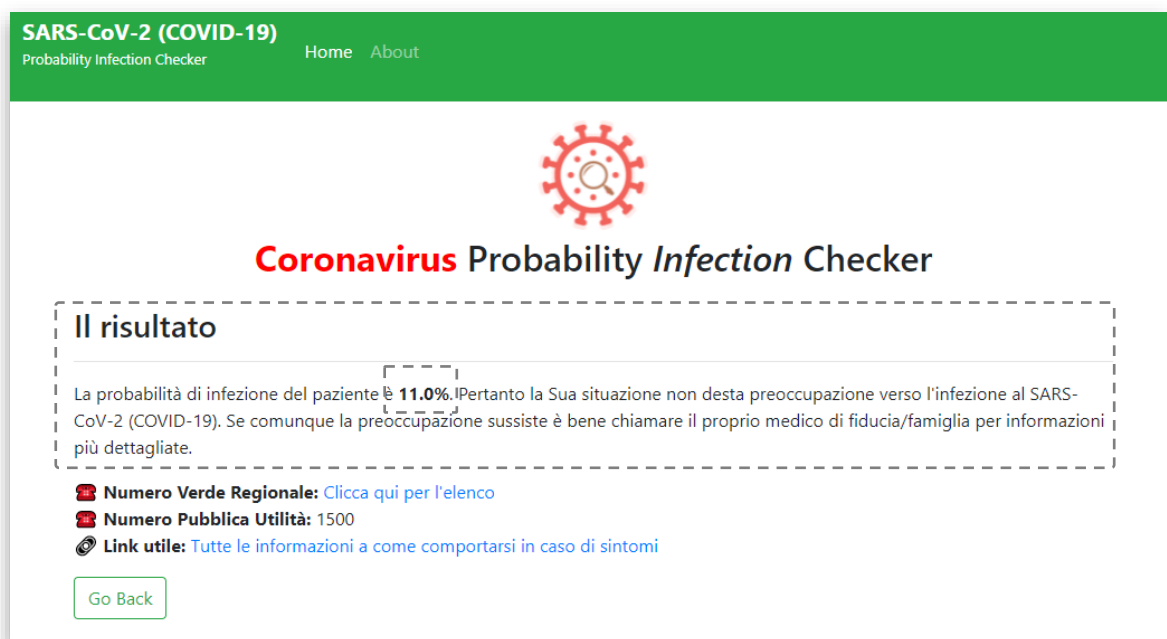 SARS-CoV-2 (COVID-19)
Probability Infection Checker
Home About
Coronavirus Probability Infection Checker
Il risultato
La probabilità di infezione del paziente è 11.0%. Pertanto la Sua situazione non desta preoccupazione verso l'infezione al SARS-
CoV-2 (COVID-19). Se comunque la preoccupazione sussiste è bene chiamare il proprio medico di fiducia/famiglia per informazioni
più dettagliate.
Numero Verde Regionale: Clicca qui per l'elenco
Numero Pubblica Utilità: 1500
Link utile: Tutte le informazioni a come comportarsi in caso di sintomi
Go Back